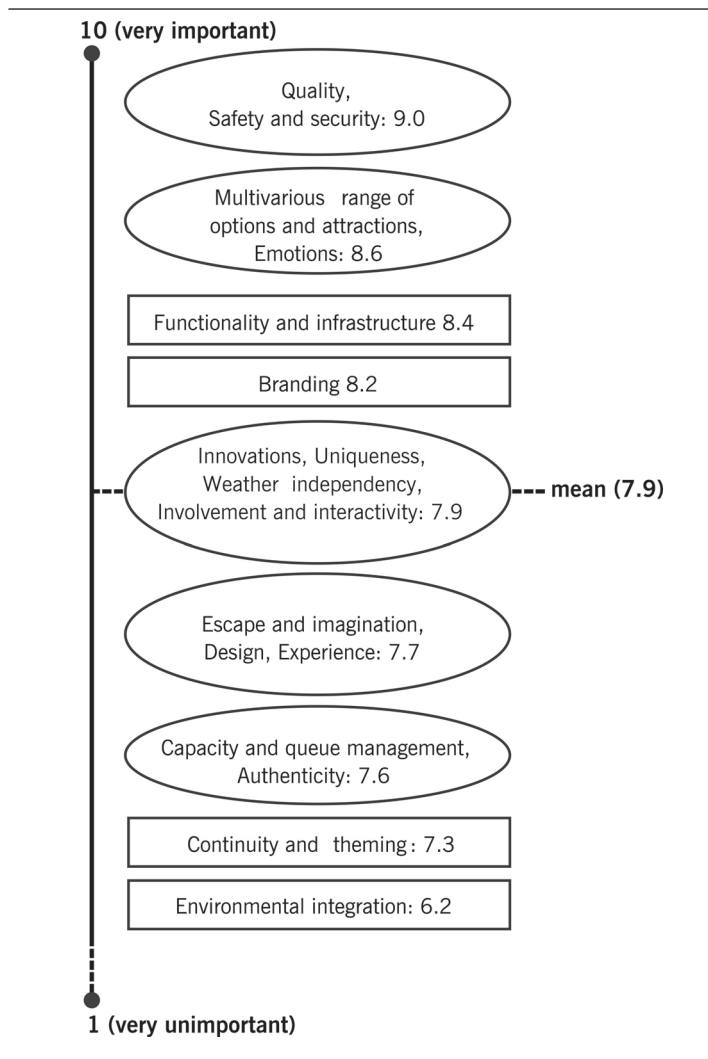 10 (very important)
Quality,
Safety and security: 9.0
Multivarious range of
options and attractions,
Emotions: 8.6
Functionality and infrastructure 8.4
Branding 8.2
Innovations, Uniqueness,
Weather independency,
Involvement and interactivity: 7.9
mean (7.9)
Escape and imagination,
Design, Experience: 7.7
Capacity and queue management,
Authenticity: 7.6
Continuity and theming: 7.3
Environmental integration: 6.2
1 (very unimportant)